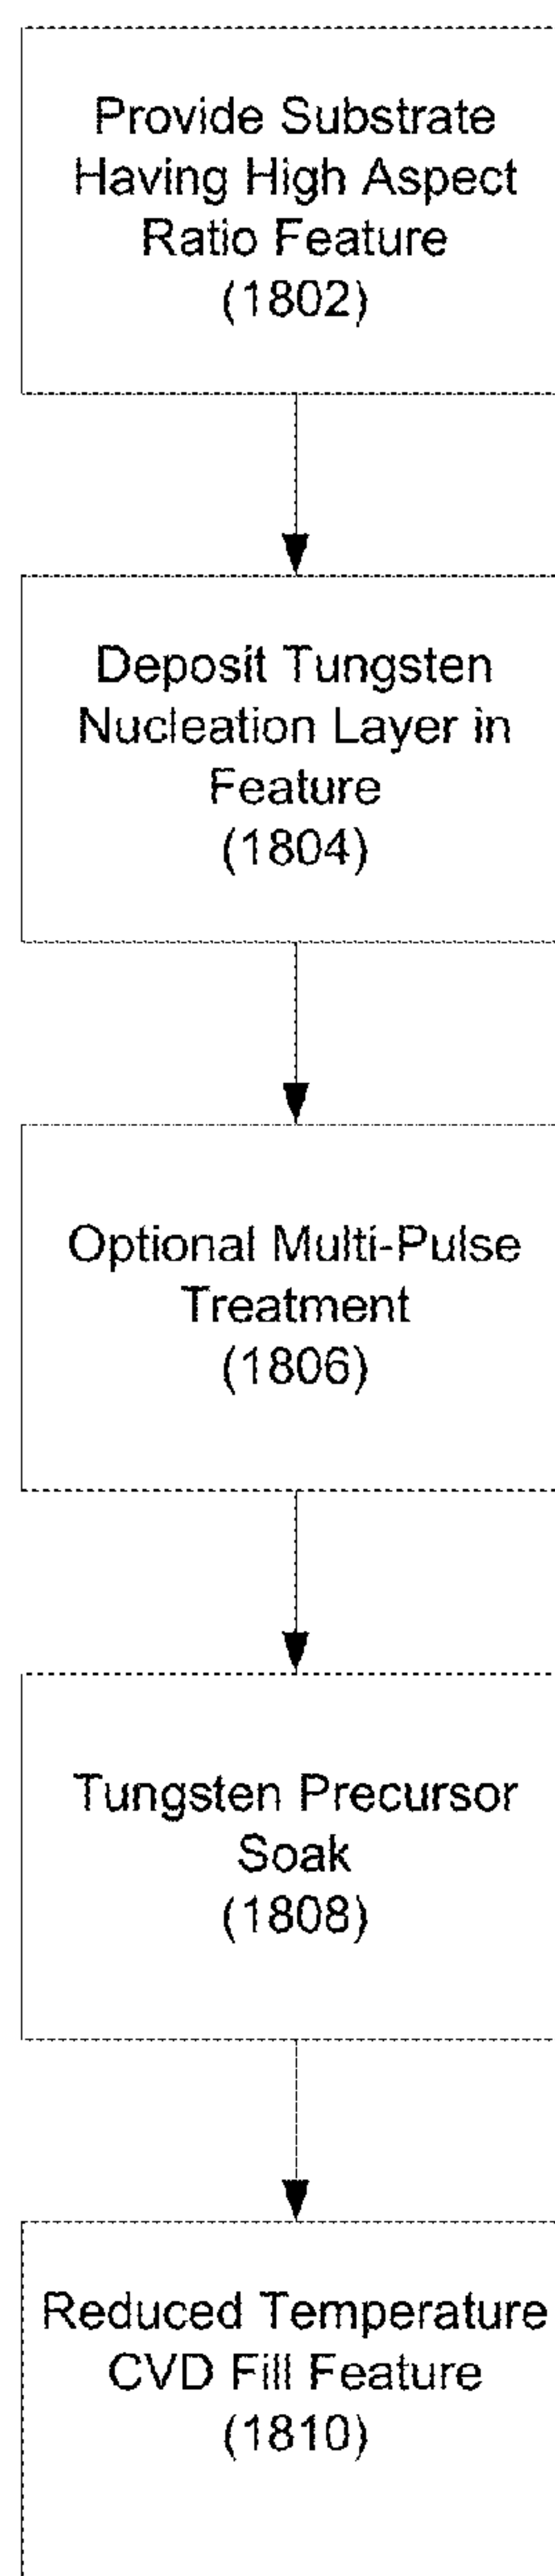 Provide Substrate
Having High Aspect
Ratio Feature
(1802)
Deposit Tungsten
Nucleation Layer in
Feature
(1804)
Optional Multi-Pulse
Treatment
(1806)
Tungsten Precursor
Soak
(1808)
Reduced Temperature
CVD Fill Feature
(1810)